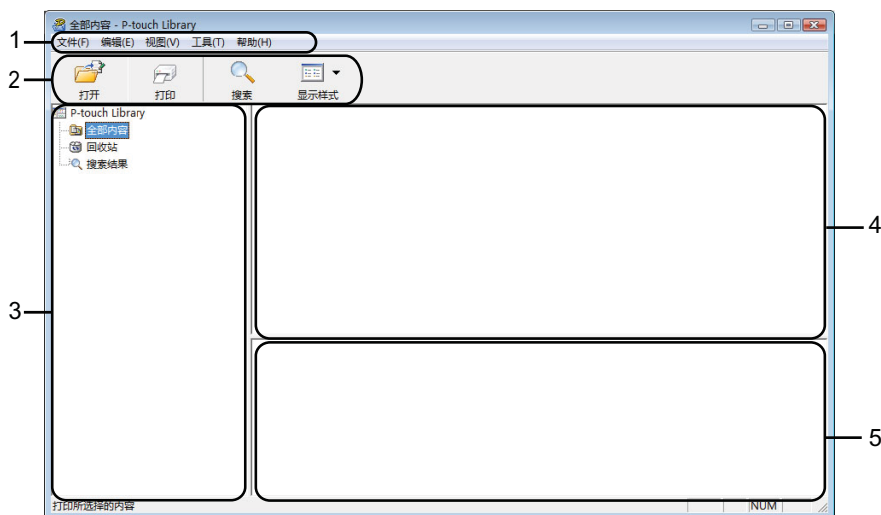 全部内容 - P-touch Library
1
文件(F) 编辑(E) 视图(V) 工具(T) 帮助(H)
2
打开 打印 搜索 显示样式
P-touch Library
全部内容
回收站
搜索结果
4
3
5
打印所选择的内容 NUM